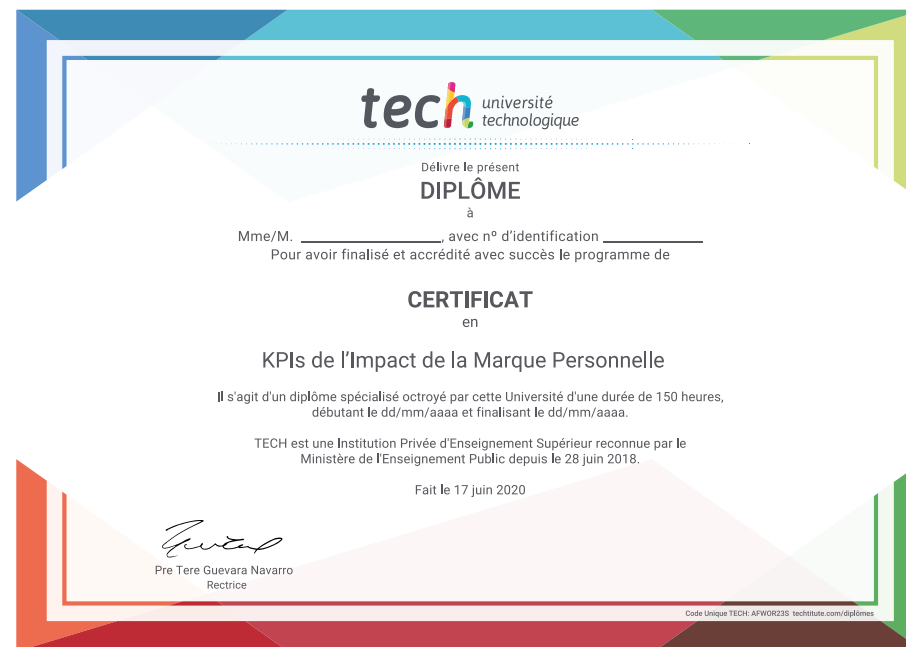 tech université
technologique
Délivre le présent
DIPLÔME
à
Mme/M. ____________________, avec nº d'identification ______________
Pour avoir finalisé et accrédité avec succès le programme de
CERTIFICAT
en
KPIs de l'Impact de la Marque Personnelle
Il s'agit d'un diplôme spécialisé octroyé par cette Université d'une durée de 150 heures,
débutant le dd/mm/aaaa et finalisant le dd/mm/aaaa.
TECH est une Institution Privée d'Enseignement Supérieur reconnue par le
Ministère de l'Enseignement Public depuis le 28 juin 2018.
Fait le 17 juin 2020
Pre Tere Guevara Navarro
Rectrice
Code Unique TECH: AFWOR23S techtitute.com/diplômes